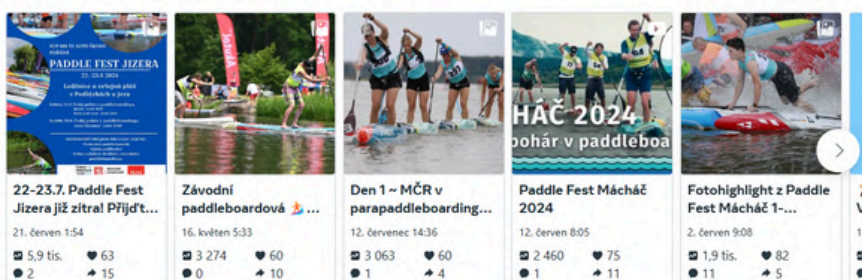 PADDLE FEST JIZERA
22.-23.6 2024
HÁČ 2024
pohár v paddleboa
22-23.7. Paddle Fest
Jizera již zítra! Přijďt...
21. červen 1:54
5,9 tis. 63
2 15
Závodní
paddleboardová 🏄 ...
16. květen 5:33
3 274 60
0 10
Den 1 ~ MČR v
parapaddleboarding...
12. červenec 14:36
3 063 60
1 4
Paddle Fest Mácháč
2024
12. červen 8:05
2 460 75
1 11
Fotohighlight z Paddle
Fest Mácháč 1-...
2. červen 9:08
1,9 tis. 82
11 5